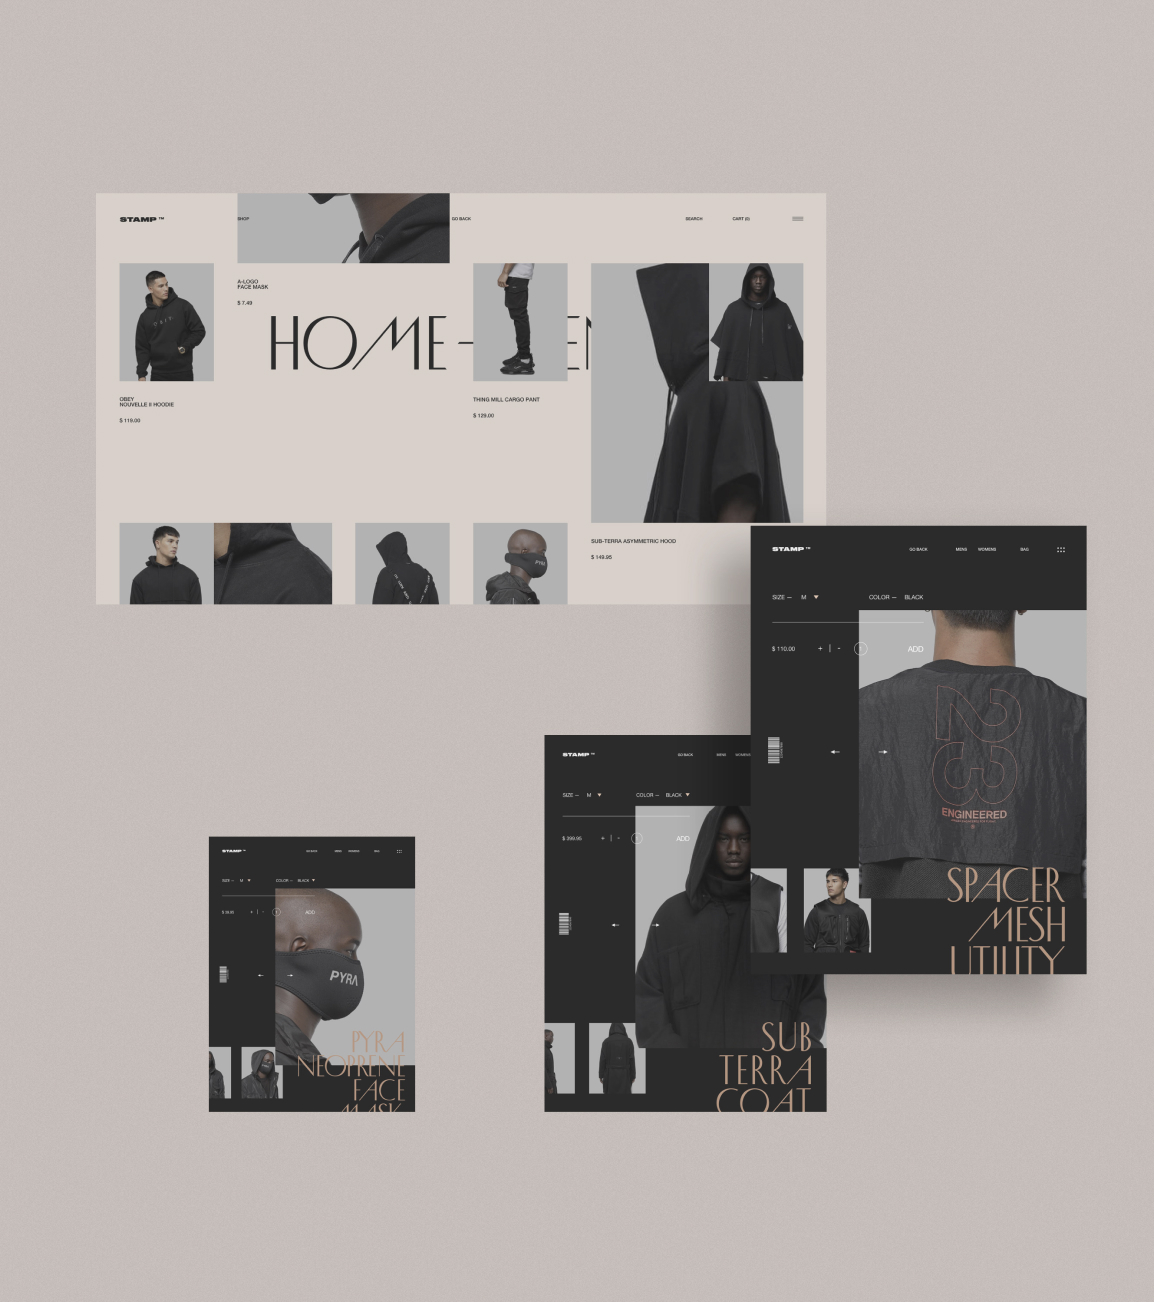 STAMP ™
SHOP
GO BACK
SEARCH
CART (0)
A-LOGO
FACE MASK
$ 7.49
HOME -
OBEY
NOUVELLE II HOODIE
$ 119.00
THING MILL CARGO PANT
$ 129.00
SUB-TERRA ASYMMETRIC HOOD
$ 149.95
PYRA
STAMP ™
GO BACK
MENS
WOMENS
BAG
SIZE — M
COLOR — BLACK
$ 110.00
+ | -
ADD
23
ENGINEERED
SPACER
MESH
UTILITY
STAMP ™
GO BACK
MENS
WOMENS
SIZE — M
COLOR — BLACK
$ 399.95
+ | -
ADD
SUB
TERRA
COAT
STAMP ™
GO BACK
MENS
WOMENS
BAG
SIZE — M
COLOR — BLACK
+ | -
ADD
PYRA
PYRA
NEOPRENE
FACE
MASK